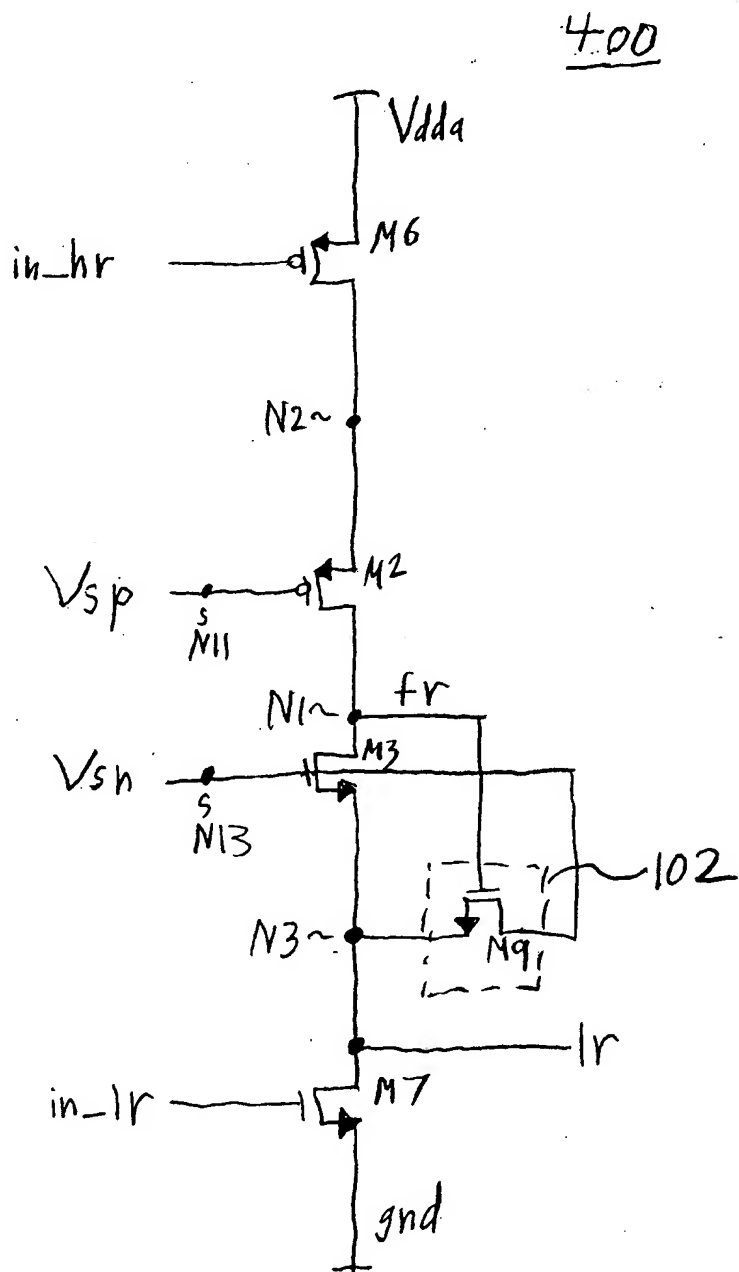 400
Vdda
M6
in_hr
N2~
M2
Vsp
s
N11
fr
N1~
M3
Vsn
s
N13
102
N3~
M9
lr
in_lr
M7
gnd